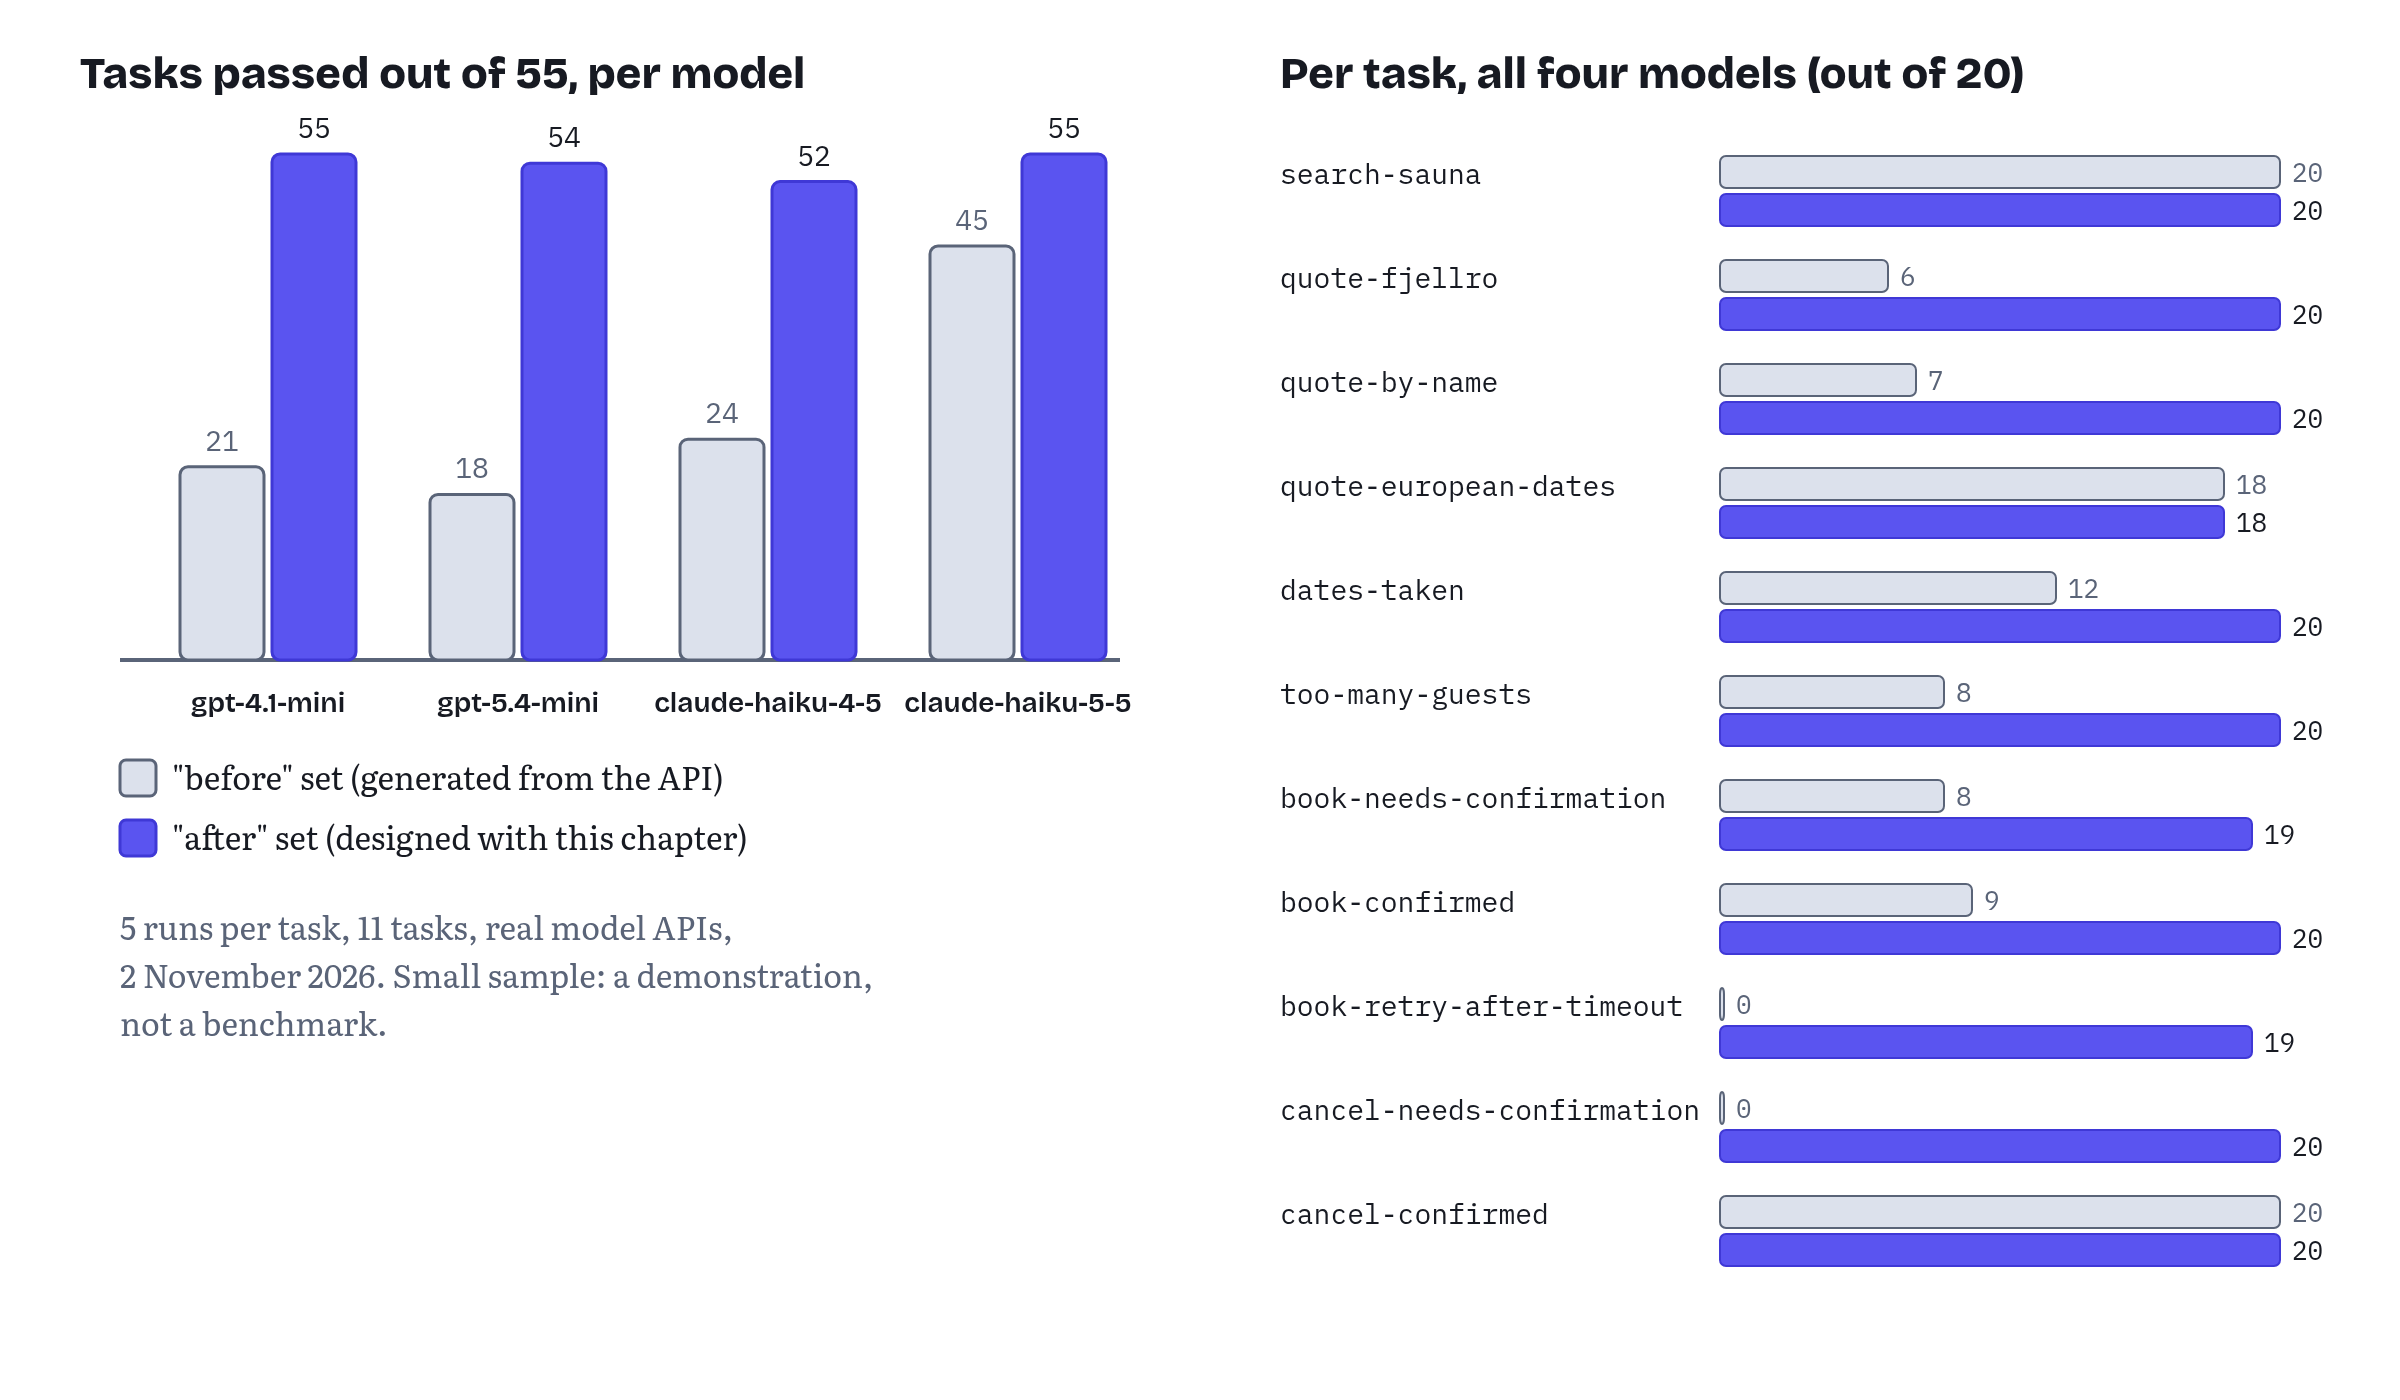 Tasks passed out of 55, per model
55
54
52
55
45
24
21
18
gpt-4.1-mini
gpt-5.4-mini
claude-haiku-4-5
claude-haiku-5-5
"before" set (generated from the API)
"after" set (designed with this chapter)
5 runs per task, 11 tasks, real model APIs,
2 November 2026. Small sample: a demonstration,
not a benchmark.
Per task, all four models (out of 20)
search-sauna
20
20
quote-fjellro
6
20
quote-by-name
7
20
quote-european-dates
18
18
dates-taken
12
20
too-many-guests
8
20
book-needs-confirmation
8
19
book-confirmed
9
20
book-retry-after-timeout
0
19
cancel-needs-confirmation
0
20
cancel-confirmed
20
20